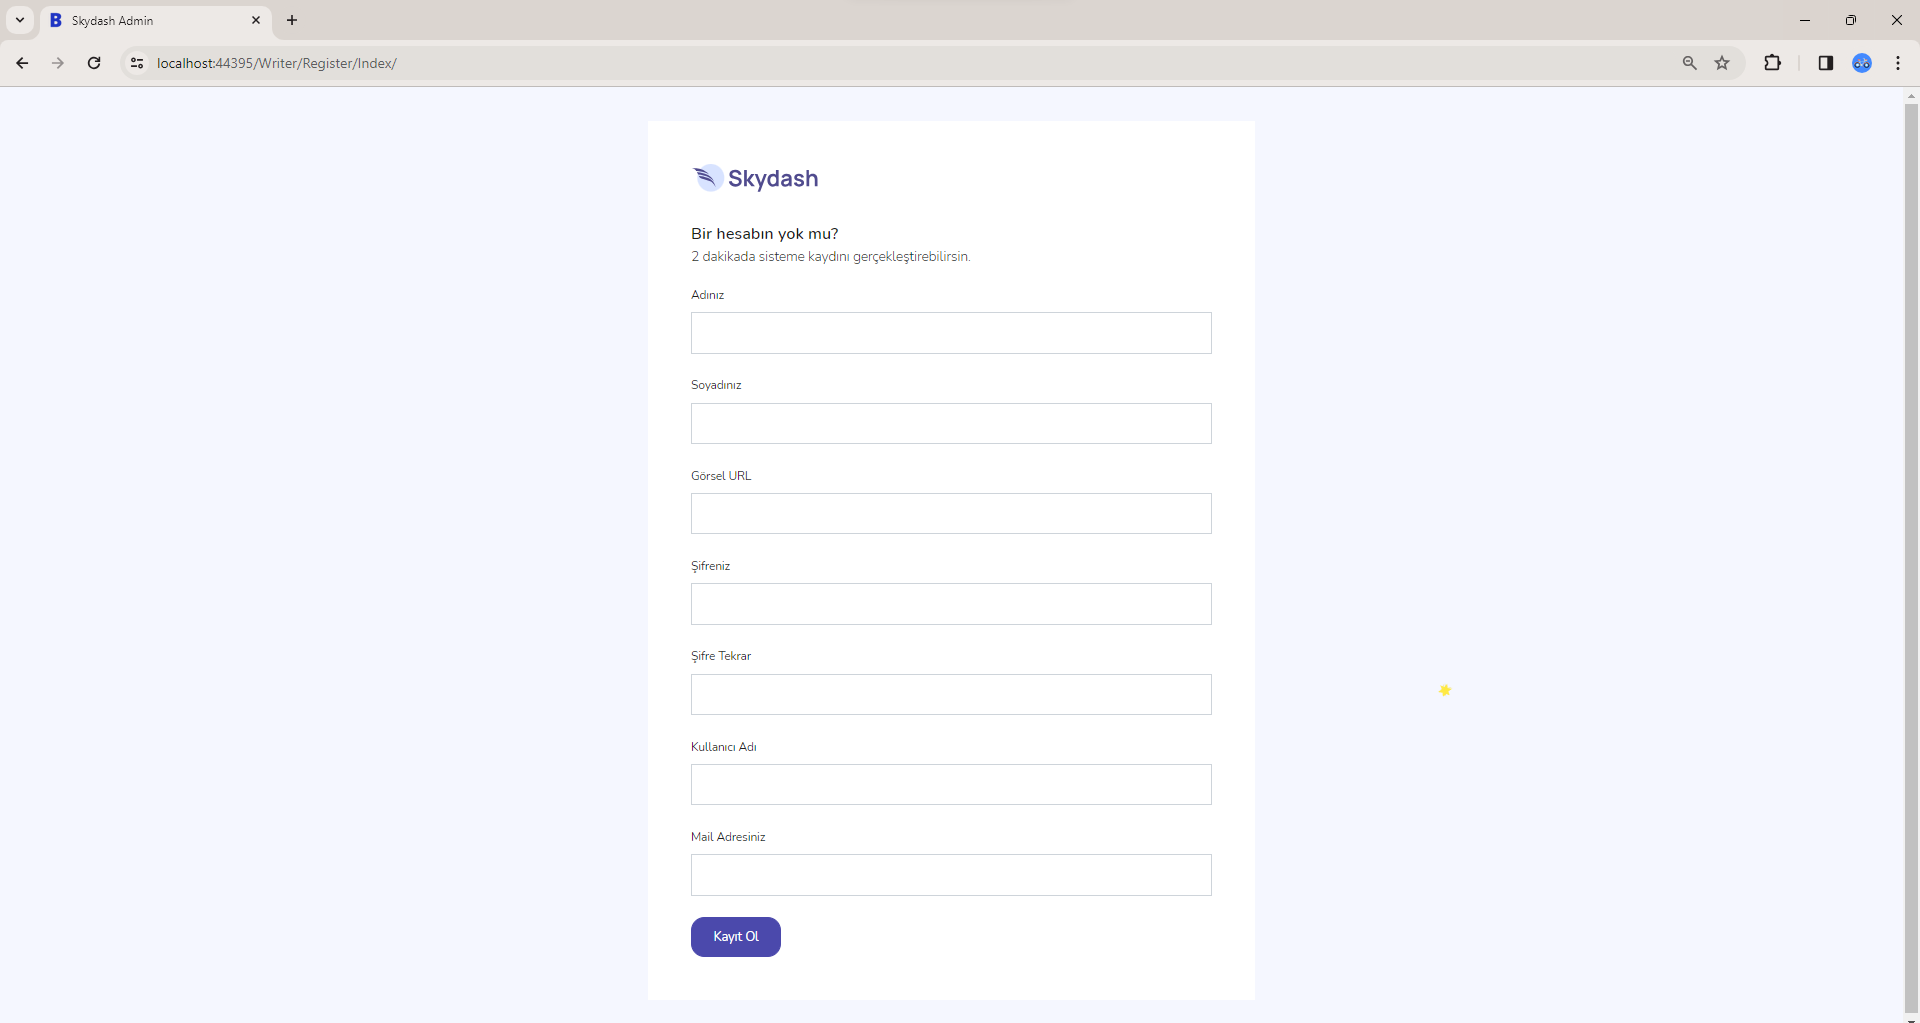 Skydash Admin
localhost:44395/Writer/Register/Index/
Skydash
Bir hesabın yok mu?
2 dakikada sisteme kaydını gerçekleştirebilirsin.
Adınız
Soyadınız
Görsel URL
Şifreniz
Şifre Tekrar
Kullanıcı Adı
Mail Adresiniz
Kayıt Ol